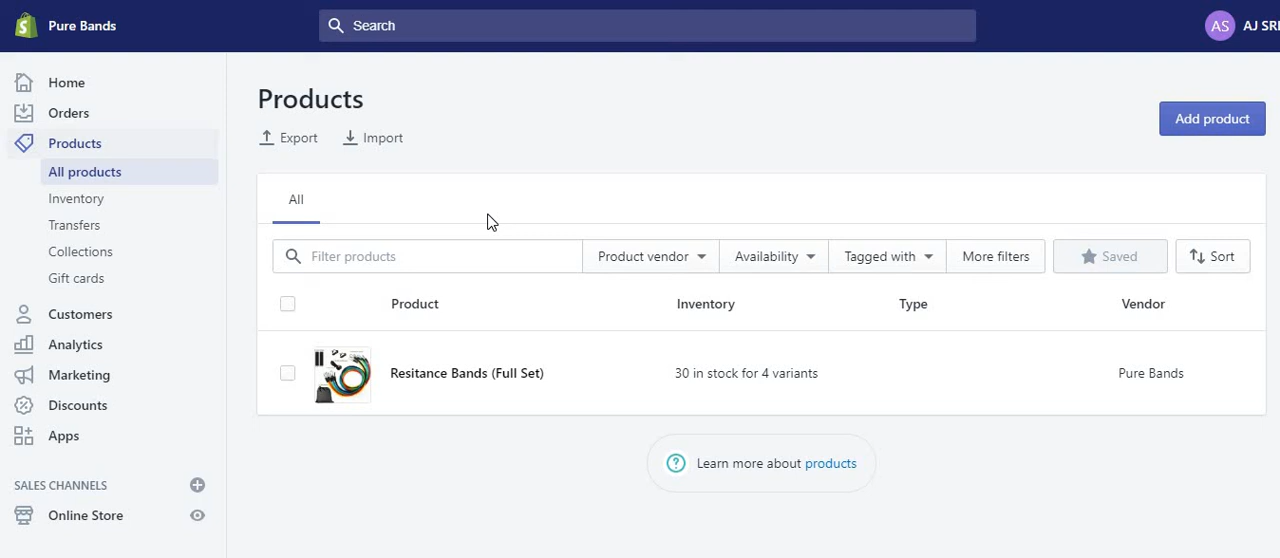 Pure Bands
Search
AS
AJ SRI
Home
Orders
Products
All products
Inventory
Transfers
Collections
Gift cards
Customers
Analytics
Marketing
Discounts
Apps
SALES CHANNELS
Online Store
Products
Export
Import
Add product
All
Filter products
Product vendor
Availability
Tagged with
More filters
Saved
Sort
Product
Inventory
Type
Vendor
Resitance Bands (Full Set)
30 in stock for 4 variants
Pure Bands
Learn more about products